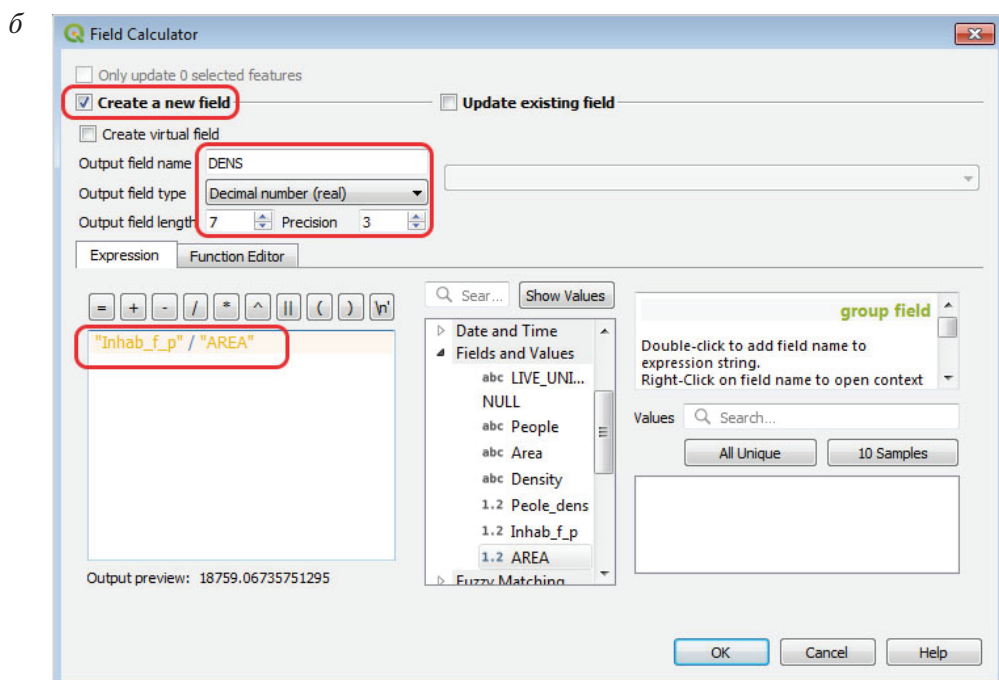 б
Field Calculator
Only update 0 selected features
Create a new field
Update existing field
Create virtual field
Output field name DENS
Output field type Decimal number (real)
Output field length 7 Precision 3
Expression Function Editor
= + - / * ^ || ( ) '\n'
"Inhab_f_p" / "AREA"
Output preview: 18759.06735751295
Sear... Show Values
Date and Time
Fields and Values
abc LIVE_UNI...
NULL
abc People
abc Area
abc Density
1.2 Peole_dens
1.2 Inhab_f_p
1.2 AREA
Fuzzy Matching
group field
Double-click to add field name to
expression string.
Right-Click on field name to open context
Values Search...
All Unique 10 Samples
OK Cancel Help